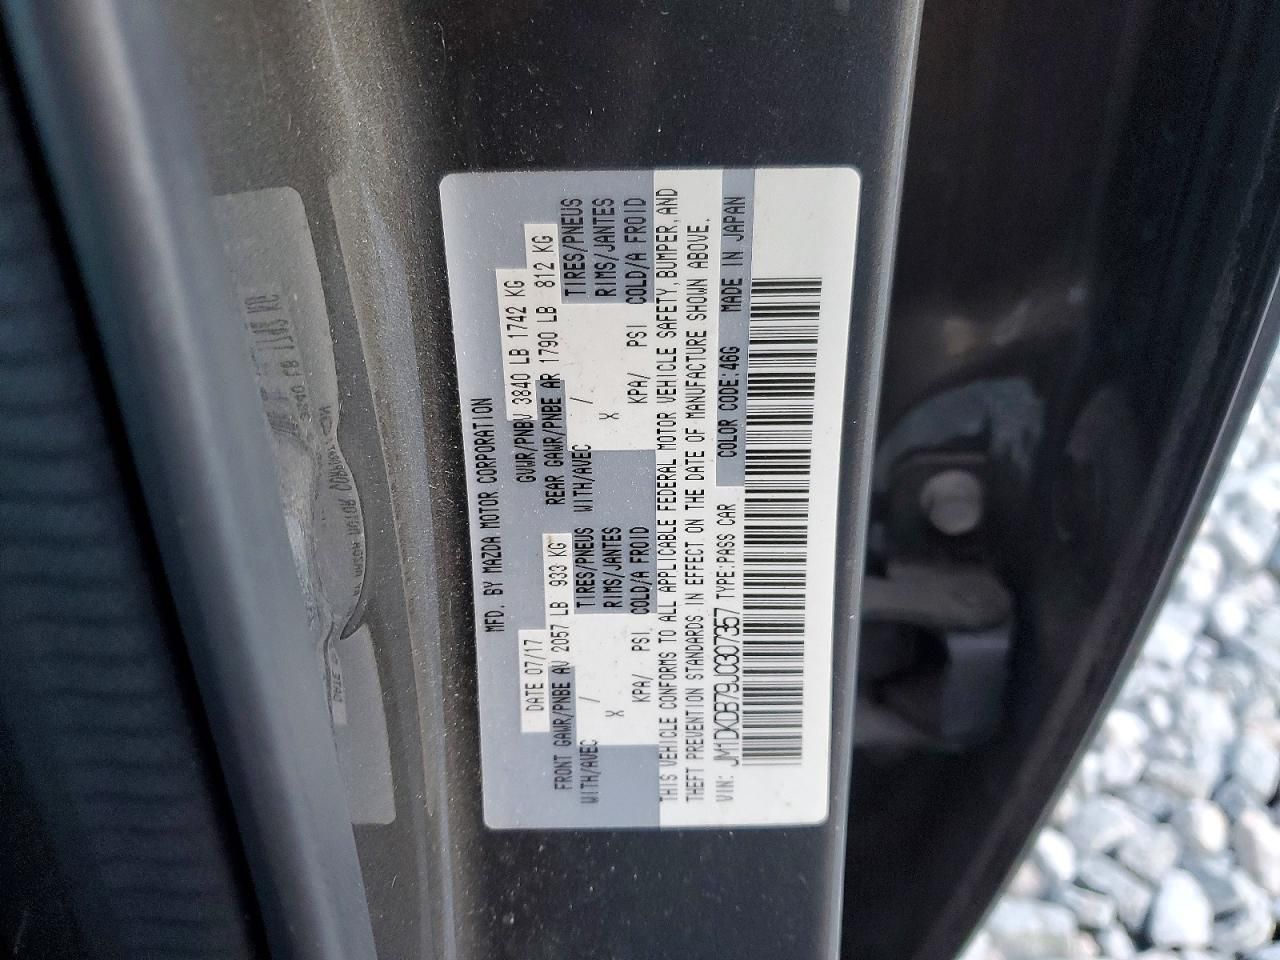 MFD. BY MAZDA MOTOR CORPORATION
DATE 07/17 GVWR/PNBV 3840 LB 1742 KG
FRONT GAWR/PNBE AV 2057 LB 933 KG REAR GAWR/PNBE AR 1790 LB 812 KG
WITH/AVEC / TIRES/PNEUS WITH/AVEC / TIRES/PNEUS
X RIMS/JANTES X RIMS/JANTES
KPA/ PSI COLD/A FROID KPA/ PSI COLD/A FROID
THIS VEHICLE CONFORMS TO ALL APPLICABLE FEDERAL MOTOR VEHICLE SAFETY, BUMPER, AND
THEFT PREVENTION STANDARDS IN EFFECT ON THE DATE OF MANUFACTURE SHOWN ABOVE.
VIN: JM1DKDB79J0307357 TYPE:PASS CAR COLOR CODE:46G MADE IN JAPAN